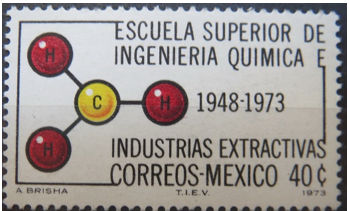 ESCUELA SUPERIOR DE
INGENIERIA QUIMICA E
H
C
H
1948-1973
H
INDUSTRIAS EXTRACTIVAS
CORREOS-MEXICO 40¢
A.BRISHA
T.I.E.V.
1973